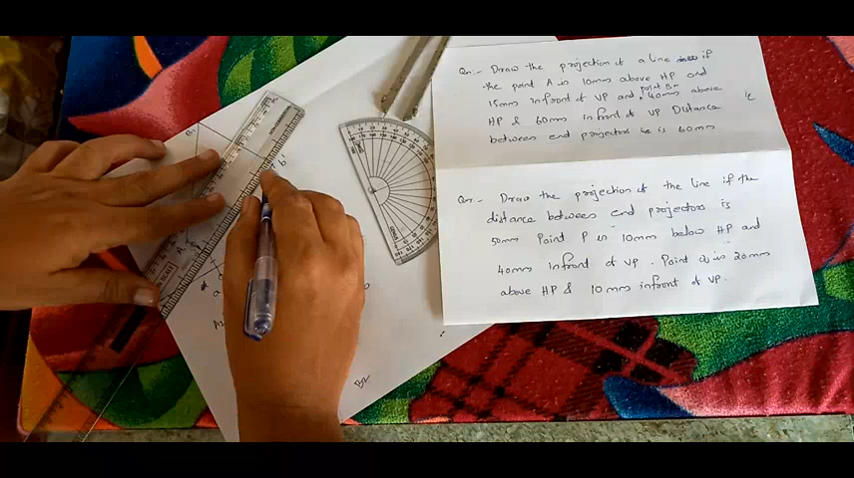 Qn:- Draw the projection of a line if
the point A is 10mm above HP and
15mm infront of VP and point B is 40mm above
HP & 60mm infront of VP Distance
between end projectors is 60mm
Qn:- Draw the projection of the line if the
distance between end projectors is
50mm Point P is 10mm below HP and
40mm infront of VP. Point Q is 20mm
above HP & 10mm infront of VP.
b'
a